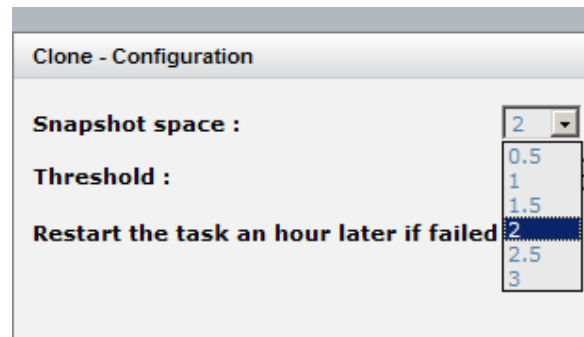 Clone - Configuration
Snapshot space : 2
0.5
Threshold : 1
1.5
Restart the task an hour later if failed 2
2.5
3